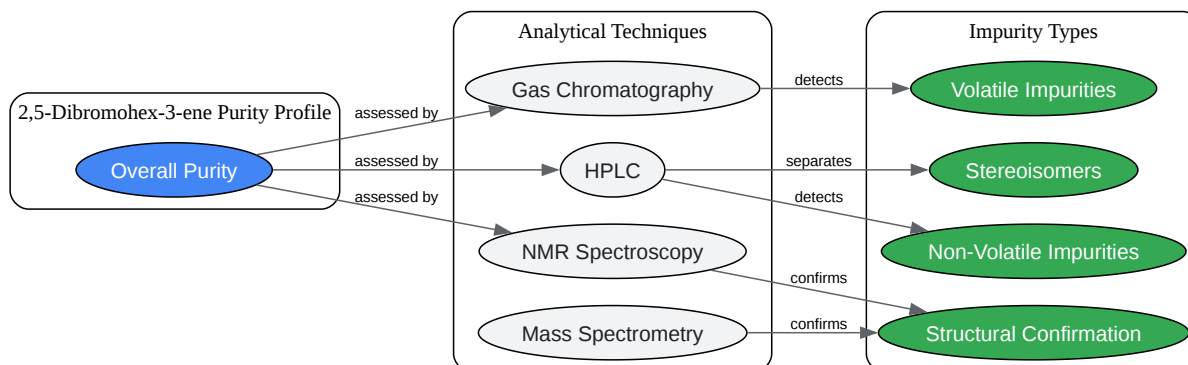 Analytical Techniques
Impurity Types
2,5-Dibromohex-3-ene Purity Profile
Gas Chromatography
detects
Volatile Impurities
assessed by
Overall Purity
assessed by
HPLC
separates
Stereoisomers
assessed by
detects
NMR Spectroscopy
Non-Volatile Impurities
confirms
Mass Spectrometry
confirms
Structural Confirmation